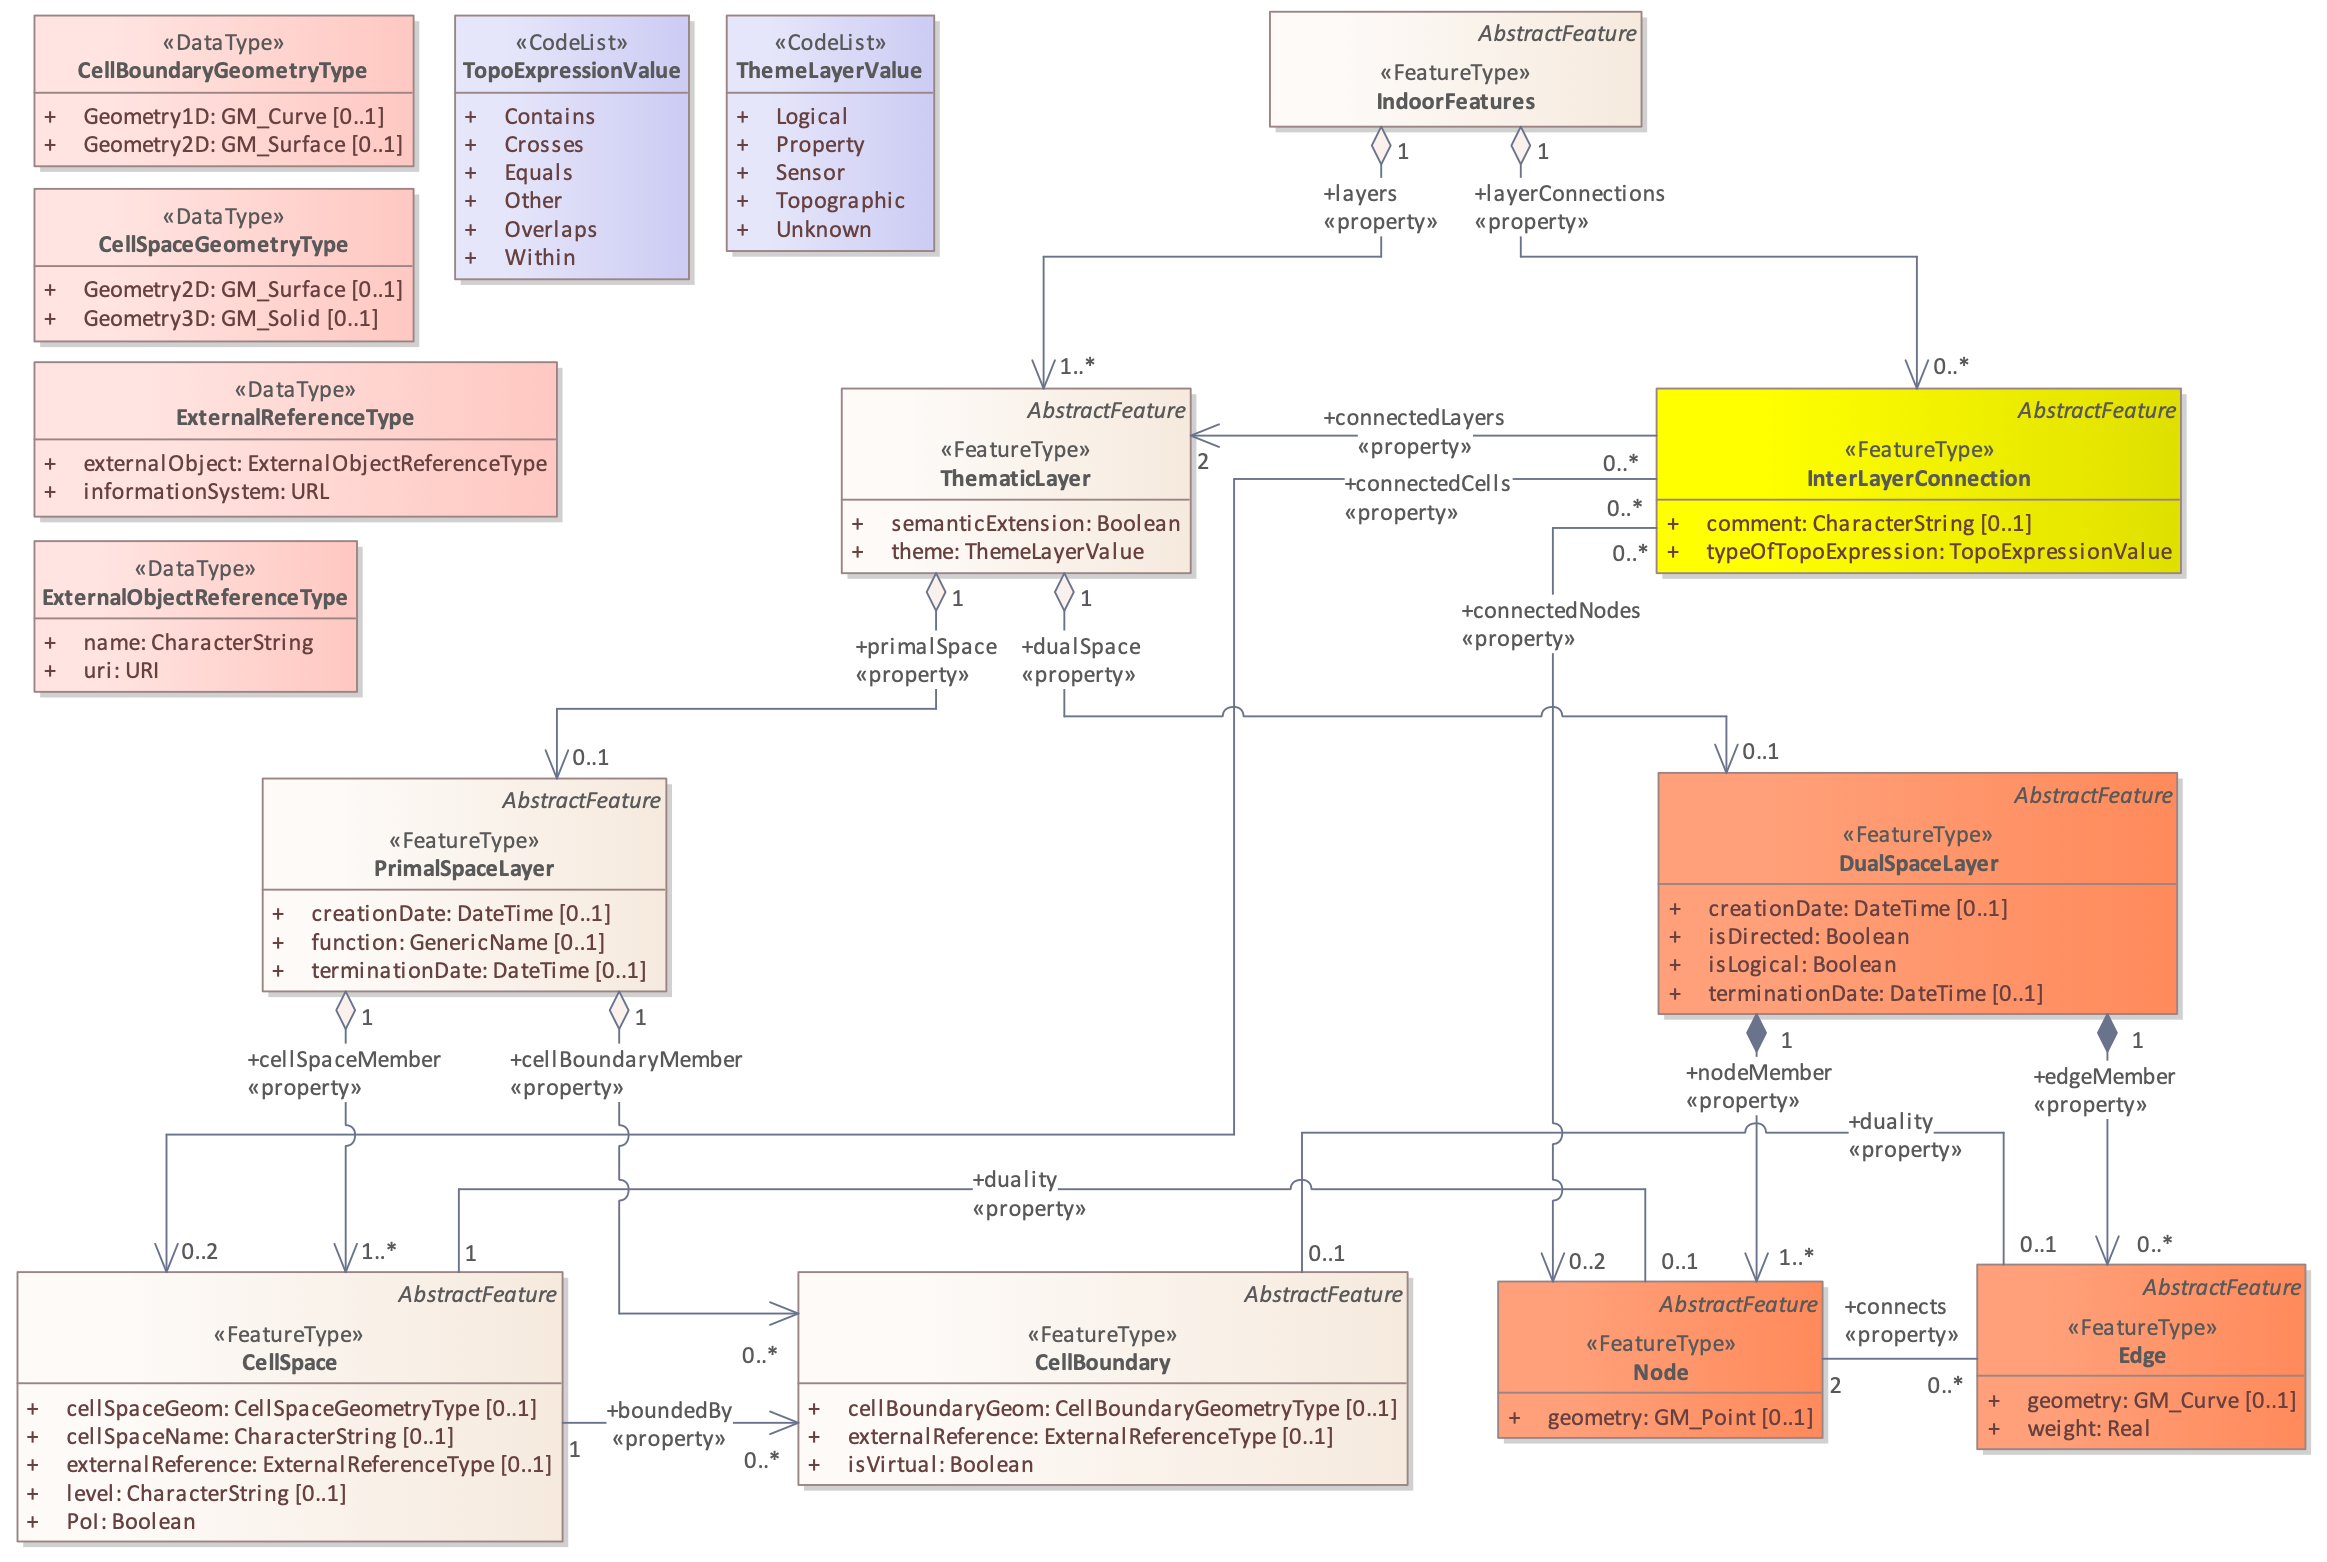 «DataType»
CellBoundaryGeometryType
+ Geometry1D: GM_Curve [0..1]
+ Geometry2D: GM_Surface [0..1]
«CodeList»
TopoExpressionValue
+ Contains
+ Crosses
+ Equals
+ Other
+ Overlaps
+ Within
«CodeList»
ThemeLayerValue
+ Logical
+ Property
+ Sensor
+ Topographic
+ Unknown
AbstractFeature
«FeatureType»
IndoorFeatures
1
1
+layers
«property»
+layerConnections
«property»
1..*
0..*
«DataType»
CellSpaceGeometryType
+ Geometry2D: GM_Surface [0..1]
+ Geometry3D: GM_Solid [0..1]
«DataType»
ExternalReferenceType
+ externalObject: ExternalObjectReferenceType
+ informationSystem: URL
«DataType»
ExternalObjectReferenceType
+ name: CharacterString
+ uri: URI
AbstractFeature
«FeatureType»
ThematicLayer
+ semanticExtension: Boolean
+ theme: ThemeLayerValue
+connectedLayers
«property»
2
0..*
+connectedCells
«property»
0..*
0..*
AbstractFeature
«FeatureType»
InterLayerConnection
+ comment: CharacterString [0..1]
+ typeOfTopoExpression: TopoExpressionValue
1
1
+primalSpace
«property»
+dualSpace
«property»
+connectedNodes
«property»
0..1
0..1
AbstractFeature
«FeatureType»
PrimalSpaceLayer
+ creationDate: DateTime [0..1]
+ function: GenericName [0..1]
+ terminationDate: DateTime [0..1]
AbstractFeature
«FeatureType»
DualSpaceLayer
+ creationDate: DateTime [0..1]
+ isDirected: Boolean
+ isLogical: Boolean
+ terminationDate: DateTime [0..1]
1
1
+cellSpaceMember
«property»
+cellBoundaryMember
«property»
1
1
+nodeMember
«property»
+edgeMember
«property»
+duality
«property»
+duality
«property»
0..2
1..*
1
0..1
0..2
0..1
1..*
0..1
0..*
0..*
AbstractFeature
«FeatureType»
CellSpace
+ cellSpaceGeom: CellSpaceGeometryType [0..1]
+ cellSpaceName: CharacterString [0..1]
+ externalReference: ExternalReferenceType [0..1]
+ level: CharacterString [0..1]
+ PoI: Boolean
+boundedBy
«property»
1
0..*
AbstractFeature
«FeatureType»
CellBoundary
+ cellBoundaryGeom: CellBoundaryGeometryType [0..1]
+ externalReference: ExternalReferenceType [0..1]
+ isVirtual: Boolean
AbstractFeature
«FeatureType»
Node
+ geometry: GM_Point [0..1]
+connects
«property»
2
0..*
AbstractFeature
«FeatureType»
Edge
+ geometry: GM_Curve [0..1]
+ weight: Real